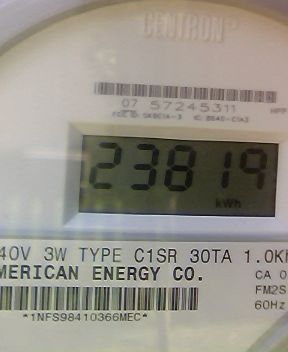 CENTRON
07 57245311
23819
kWh
40V 3W TYPE C1SR 30TA 1.0K
MERICAN ENERGY CO.
CA 0
FM2S
60Hz
*1NFS98410366MEC*